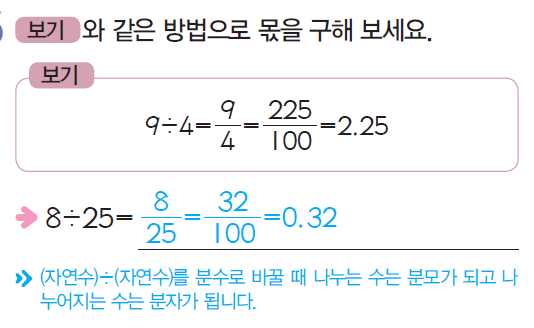 보기 와 같은 방법으로 몫을 구해 보세요.
보기
9÷4=9/4=225/100=2.25
8÷25=8/25=32/100=0.32
(자연수)÷(자연수)를 분수로 바꿀 때 나누는 수는 분모가 되고 나
누어지는 수는 분자가 됩니다.